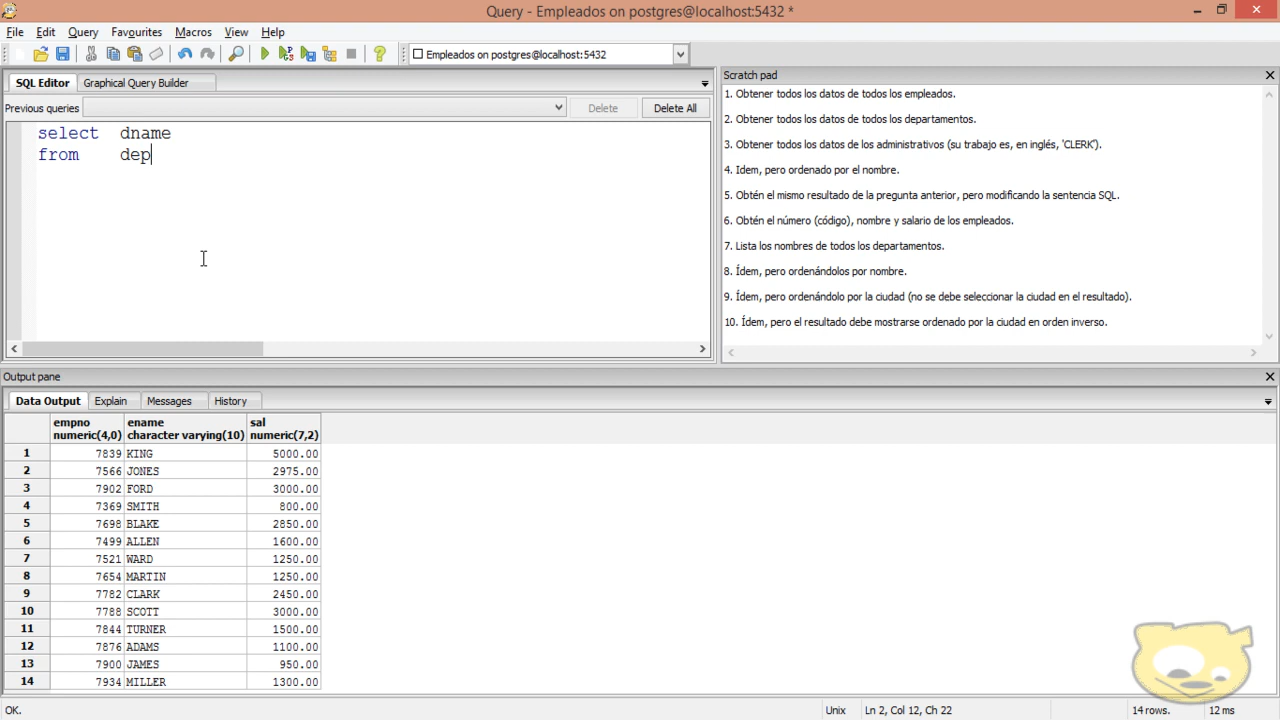 Query - Empleados on postgres@localhost:5432 *
File Edit Query Favourites Macros View Help
Empleados on postgres@localhost:5432
SQL Editor Graphical Query Builder
Previous queries Delete Delete All
select dname
from dep
Scratch pad
1. Obtener todos los datos de todos los empleados.
2. Obtener todos los datos de todos los departamentos.
3. Obtener todos los datos de los administrativos (su trabajo es, en inglés, 'CLERK').
4. Idem, pero ordenado por el nombre.
5. Obtén el mismo resultado de la pregunta anterior, pero modificando la sentencia SQL.
6. Obtén el número (código), nombre y salario de los empleados.
7. Lista los nombres de todos los departamentos.
8. Ídem, pero ordenándolos por nombre.
9. Ídem, pero ordenándolo por la ciudad (no se debe seleccionar la ciudad en el resultado).
10. Ídem, pero el resultado debe mostrarse ordenado por la ciudad en orden inverso.
Output pane
Data Output Explain Messages History
empno ename sal
numeric(4,0) character varying(10) numeric(7,2)
1 7839 KING 5000.00
2 7566 JONES 2975.00
3 7902 FORD 3000.00
4 7369 SMITH 800.00
5 7698 BLAKE 2850.00
6 7499 ALLEN 1600.00
7 7521 WARD 1250.00
8 7654 MARTIN 1250.00
9 7782 CLARK 2450.00
10 7788 SCOTT 3000.00
11 7844 TURNER 1500.00
12 7876 ADAMS 1100.00
13 7900 JAMES 950.00
14 7934 MILLER 1300.00
OK. Unix Ln 2, Col 12, Ch 22 14 rows. 12 ms